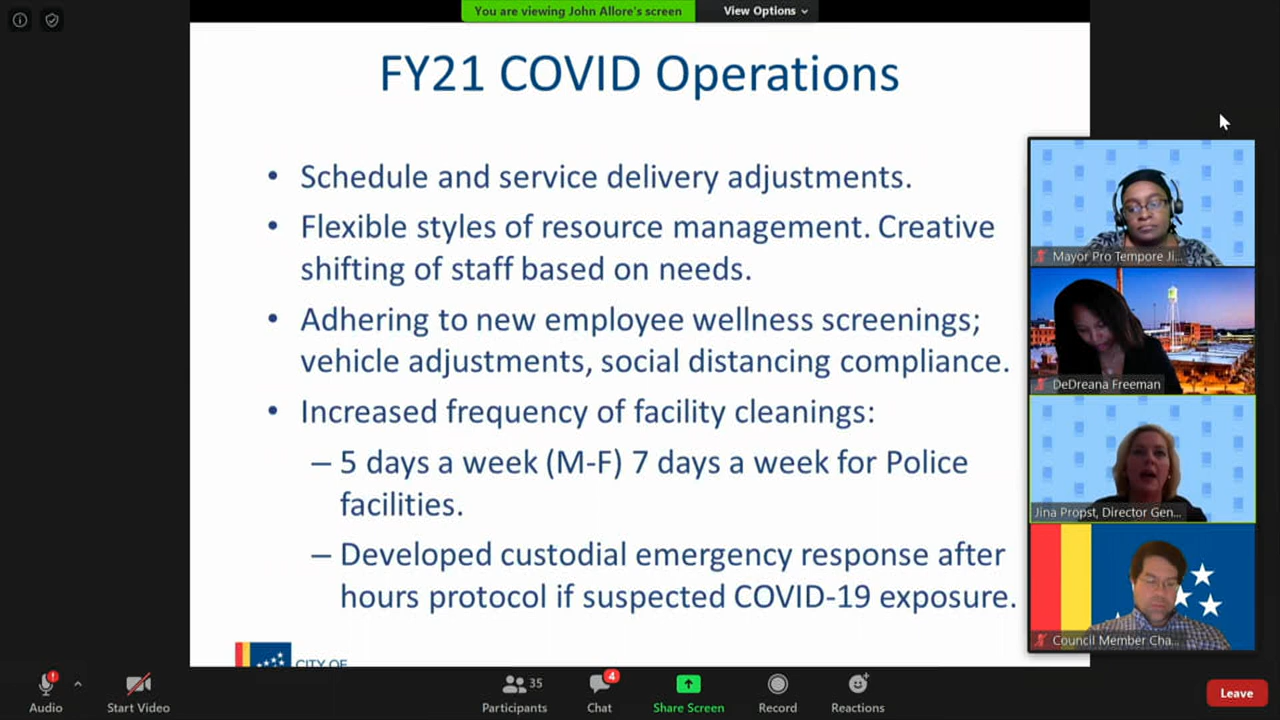 You are viewing John Allore's screen
View Options
FY21 COVID Operations
• Schedule and service delivery adjustments.
• Flexible styles of resource management. Creative
shifting of staff based on needs.
• Adhering to new employee wellness screenings;
vehicle adjustments, social distancing compliance.
• Increased frequency of facility cleanings:
– 5 days a week (M-F) 7 days a week for Police
facilities.
– Developed custodial emergency response after
hours protocol if suspected COVID-19 exposure.
CITY OF
Mayor Pro Tempore Ji...
DeDreana Freeman
Jina Propst, Director Gen...
Council Member Cha...
Audio
Start Video
35
Participants
4
Chat
Share Screen
Record
Reactions
Leave